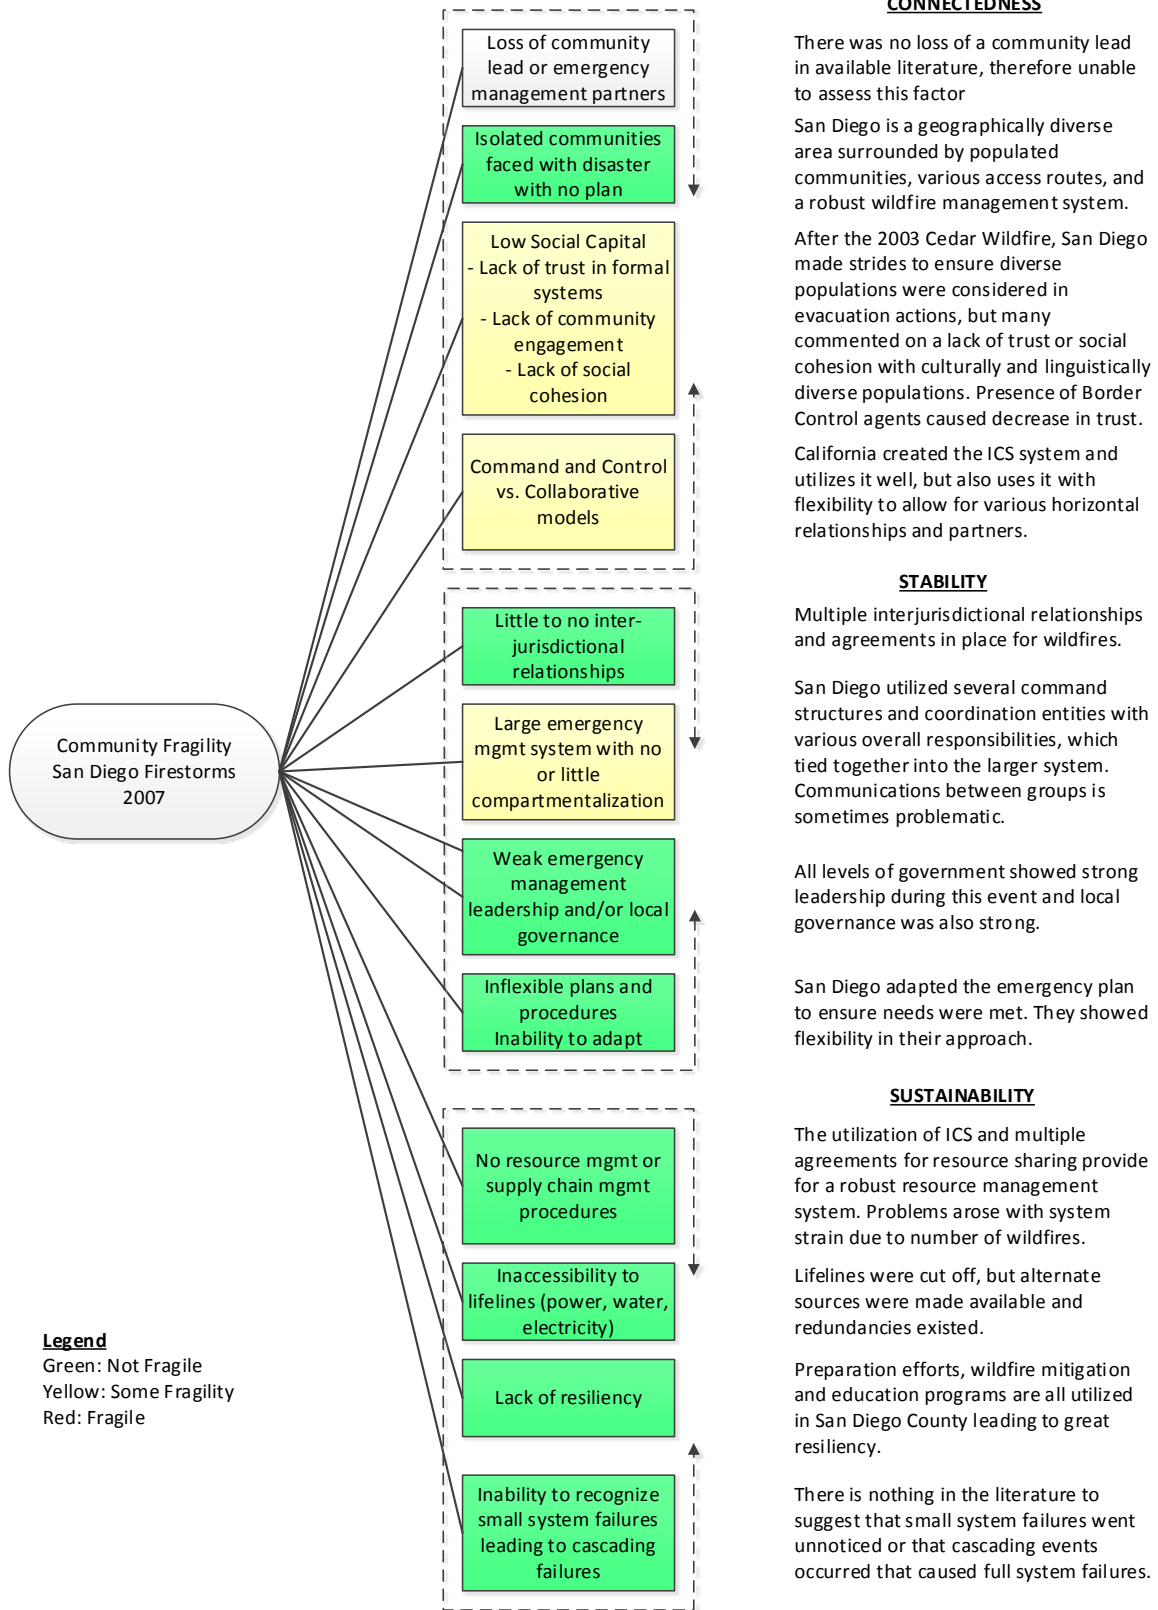 CONNECTEDNESS
Loss of community
lead or emergency
management partners
There was no loss of a community lead
in available literature, therefore unable
to assess this factor
Isolated communities
faced with disaster
with no plan
San Diego is a geographically diverse
area surrounded by populated
communities, various access routes, and
a robust wildfire management system.
Low Social Capital
- Lack of trust in formal
systems
- Lack of community
engagement
- Lack of social
cohesion
After the 2003 Cedar Wildfire, San Diego
made strides to ensure diverse
populations were considered in
evacuation actions, but many
commented on a lack of trust or social
cohesion with culturally and linguistically
diverse populations. Presence of Border
Control agents caused decrease in trust.
Command and Control
vs. Collaborative
models
California created the ICS system and
utilizes it well, but also uses it with
flexibility to allow for various horizontal
relationships and partners.
STABILITY
Little to no inter-
jurisdictional
relationships
Multiple interjurisdictional relationships
and agreements in place for wildfires.
Community Fragility
San Diego Firestorms
2007
Large emergency
mgmt system with no
or little
compartmentalization
San Diego utilized several command
structures and coordination entities with
various overall responsibilities, which
tied together into the larger system.
Communications between groups is
sometimes problematic.
Weak emergency
management
leadership and/or local
governance
All levels of government showed strong
leadership during this event and local
governance was also strong.
Inflexible plans and
procedures
Inability to adapt
San Diego adapted the emergency plan
to ensure needs were met. They showed
flexibility in their approach.
SUSTAINABILITY
No resource mgmt or
supply chain mgmt
procedures
The utilization of ICS and multiple
agreements for resource sharing provide
for a robust resource management
system. Problems arose with system
strain due to number of wildfires.
Inaccessibility to
lifelines (power, water,
electricity)
Lifelines were cut off, but alternate
sources were made available and
redundancies existed.
Legend
Green: Not Fragile
Yellow: Some Fragility
Red: Fragile
Lack of resiliency
Preparation efforts, wildfire mitigation
and education programs are all utilized
in San Diego County leading to great
resiliency.
Inability to recognize
small system failures
leading to cascading
failures
There is nothing in the literature to
suggest that small system failures went
unnoticed or that cascading events
occurred that caused full system failures.